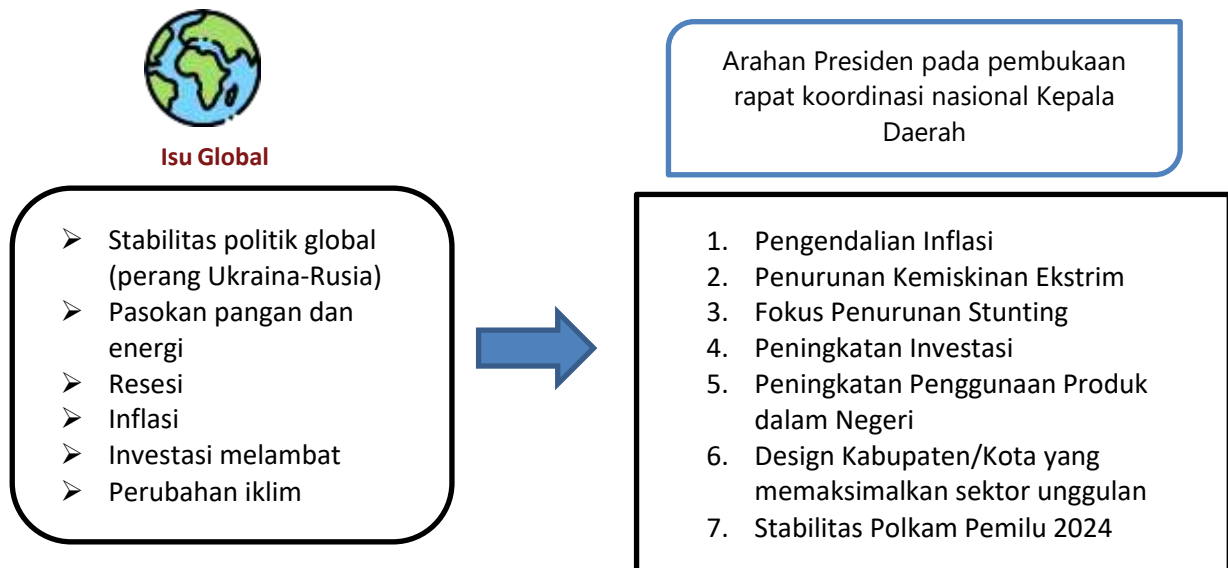 Isu Global
➢ Stabilitas politik global
(perang Ukraina-Rusia)
➢ Pasokan pangan dan
energi
➢ Resesi
➢ Inflasi
➢ Investasi melambat
➢ Perubahan iklim
Arahan Presiden pada pembukaan
rapat koordinasi nasional Kepala
Daerah
1. Pengendalian Inflasi
2. Penurunan Kemiskinan Ekstrim
3. Fokus Penurunan Stunting
4. Peningkatan Investasi
5. Peningkatan Penggunaan Produk
dalam Negeri
6. Design Kabupaten/Kota yang
memaksimalkan sektor unggulan
7. Stabilitas Polkam Pemilu 2024